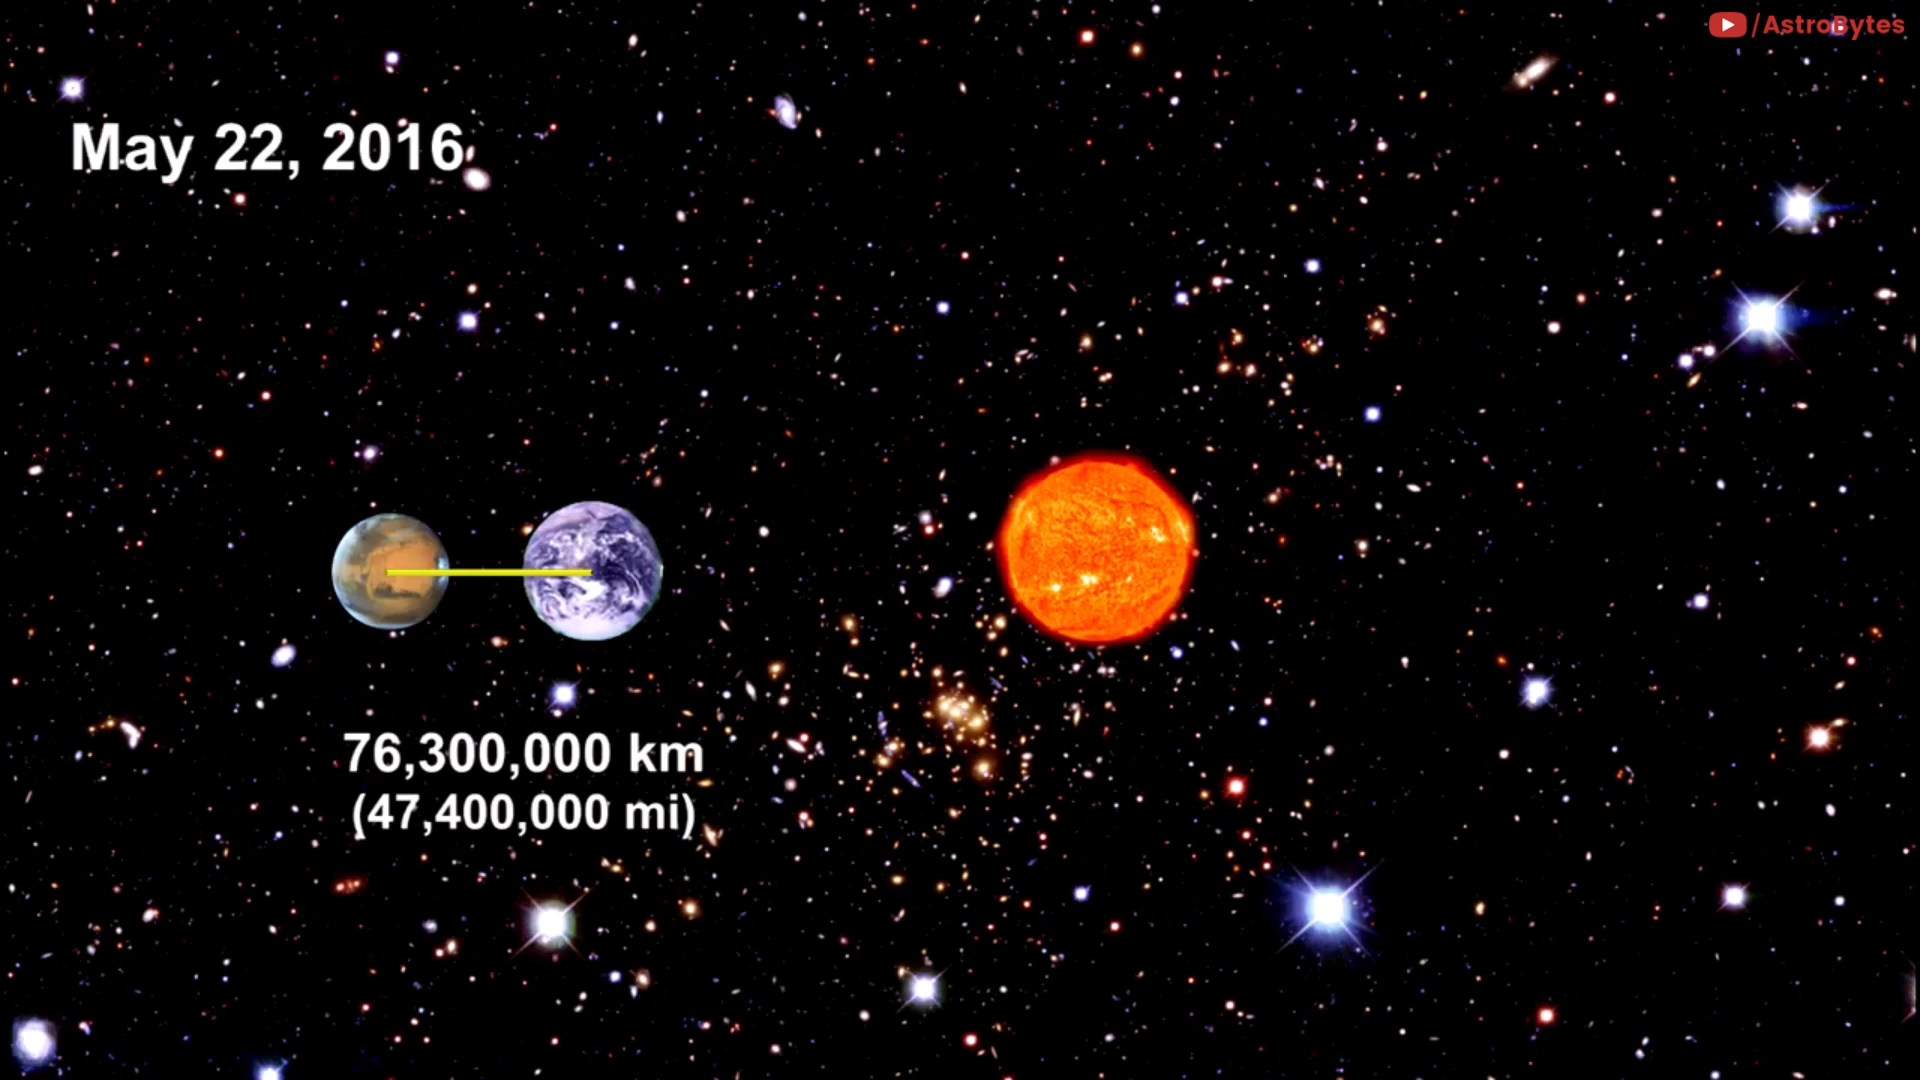 /AstroBytes
May 22, 2016
76,300,000 km
(47,400,000 mi)